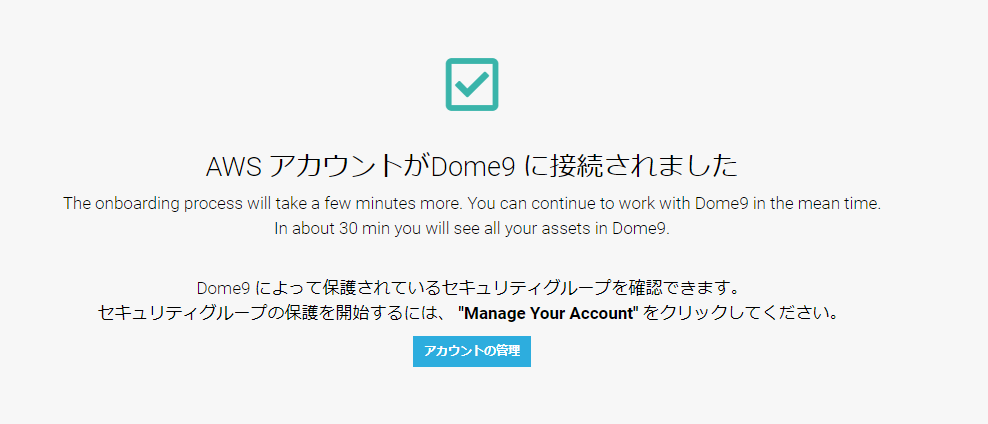 AWS アカウントがDome9 に接続されました
The onboarding process will take a few minutes more. You can continue to work with Dome9 in the mean time.
In about 30 min you will see all your assets in Dome9.
Dome9 によって保護されているセキュリティグループを確認できます。
セキュリティグループの保護を開始するには、 "Manage Your Account" をクリックしてください。
アカウントの管理